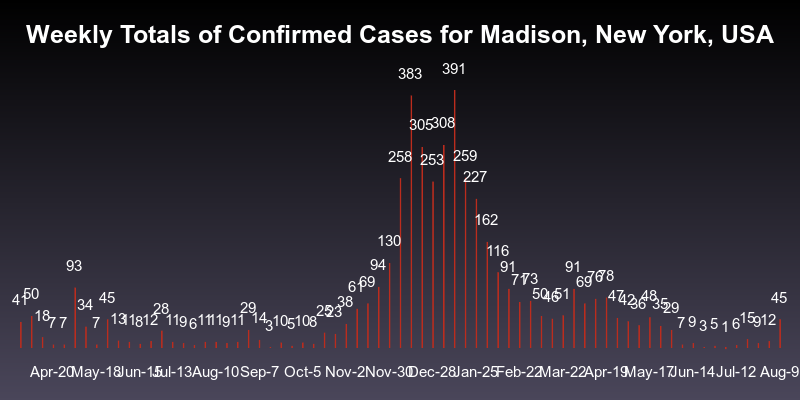 Weekly Totals of Confirmed Cases for Madison, New York, USA
41 50 18 7 7 93 34 7 45 13 11 8 12 28 11 9 6 11 11 9 11 29 14 3 10 5 10 8 25 23 38 61 69 94 130 258 383 305 253 308 391 259 227 162 116 91 71 73 50 46 51 91 69 76 78 47 42 36 48 35 29 7 9 3 5 1 6 15 9 12 45
Apr-20 May-18 Jun-15 Jul-13 Aug-10 Sep-7 Oct-5 Nov-2 Nov-30 Dec-28 Jan-25 Feb-22 Mar-22 Apr-19 May-17 Jun-14 Jul-12 Aug-9